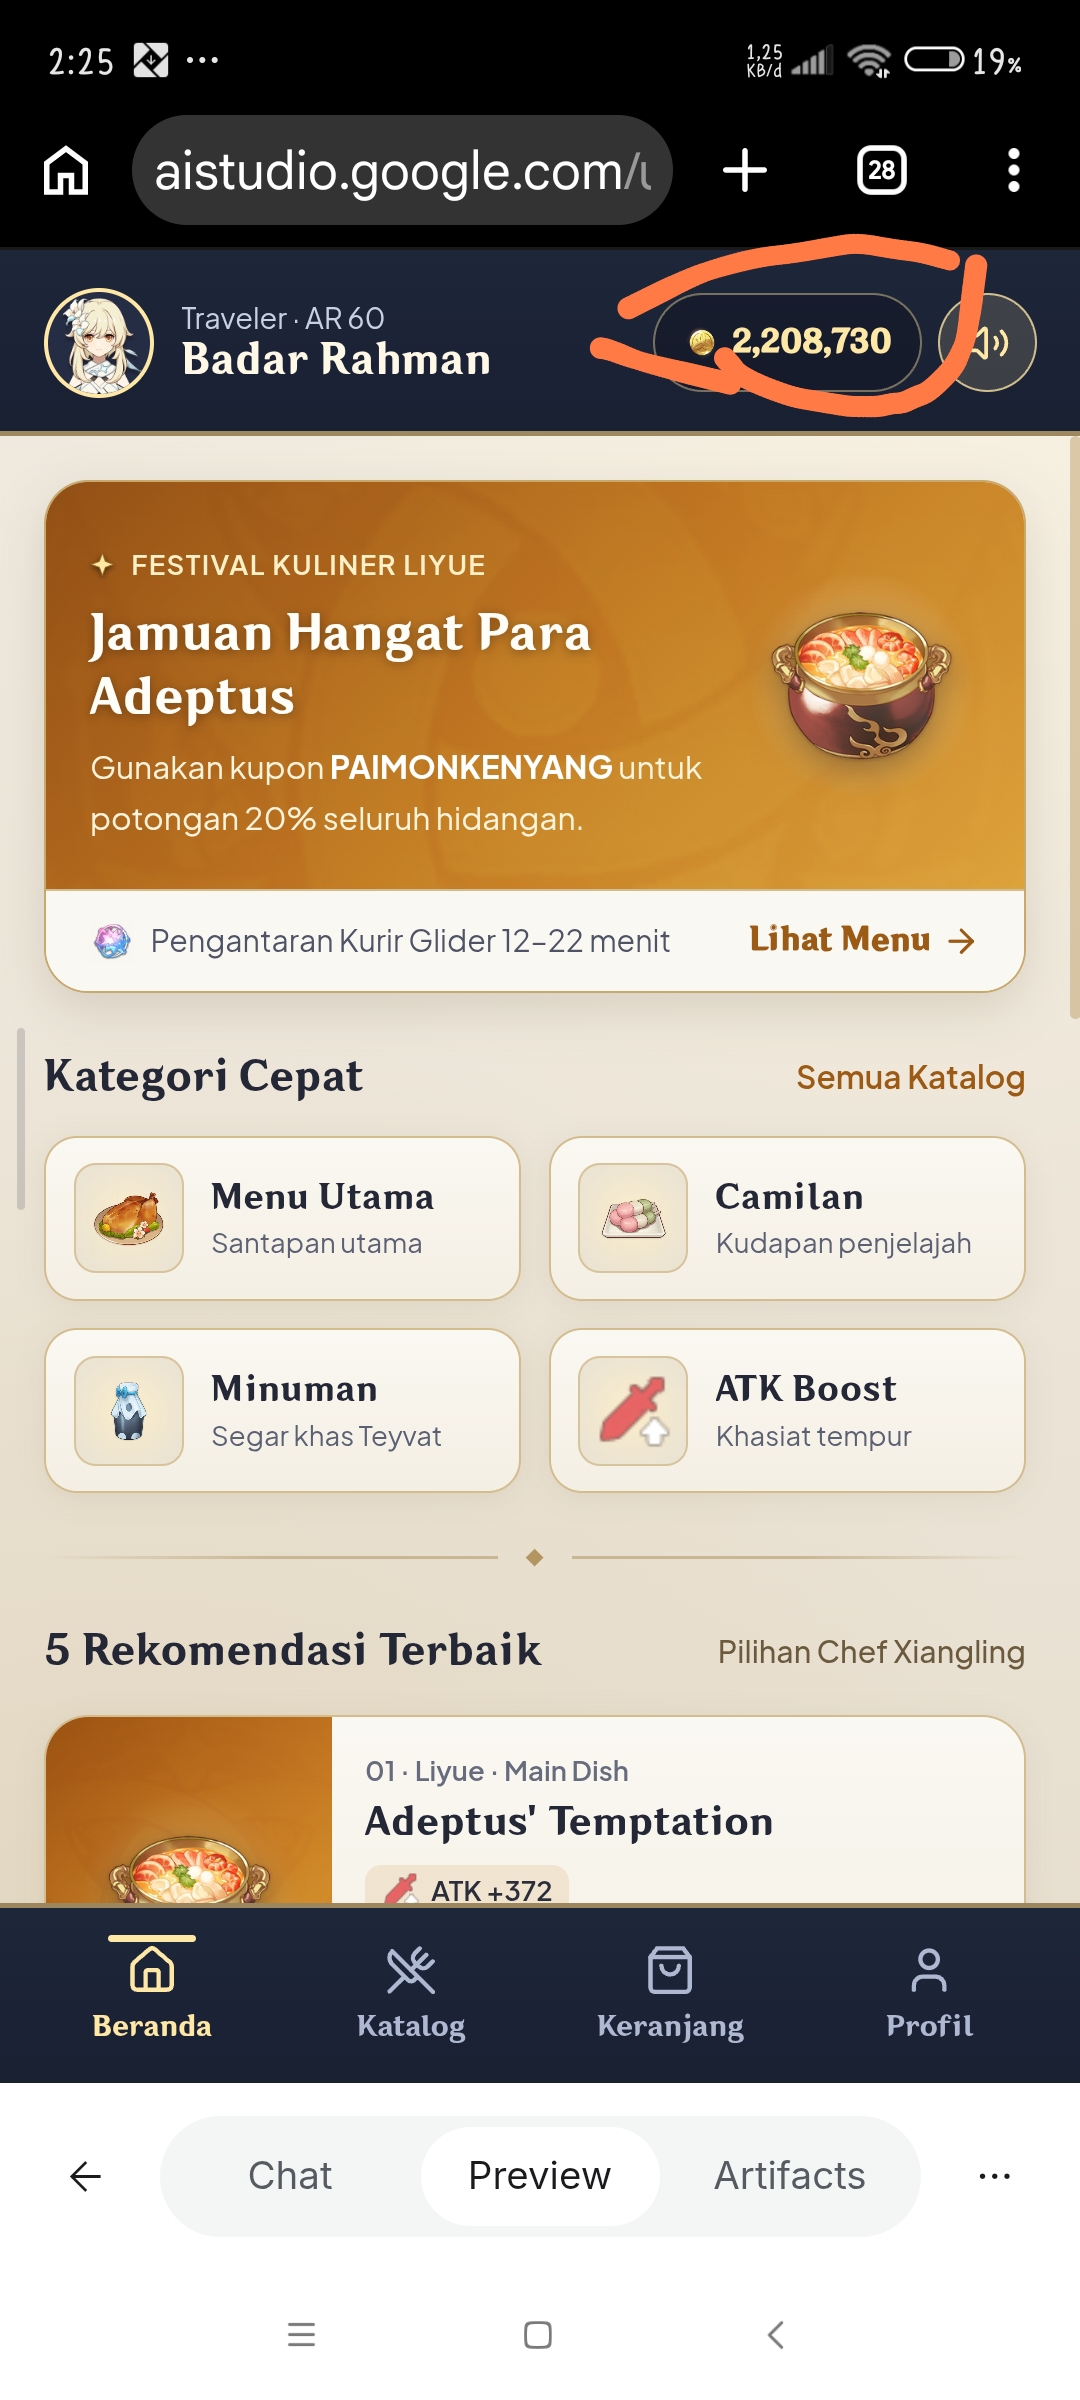 2:25
1,25 KB/d
19%
aistudio.google.com/
28
Traveler · AR 60
Badar Rahman
2,208,730
FESTIVAL KULINER LIYUE
Jamuan Hangat Para
Adeptus
Gunakan kupon PAIMONKENYANG untuk
potongan 20% seluruh hidangan.
Pengantaran Kurir Glider 12–22 menit
Lihat Menu
Kategori Cepat
Semua Katalog
Menu Utama
Santapan utama
Camilan
Kudapan penjelajah
Minuman
Segar khas Teyvat
ATK Boost
Khasiat tempur
5 Rekomendasi Terbaik
Pilihan Chef Xiangling
01 · Liyue · Main Dish
Adeptus' Temptation
ATK +372
Beranda
Katalog
Keranjang
Profil
Chat
Preview
Artifacts